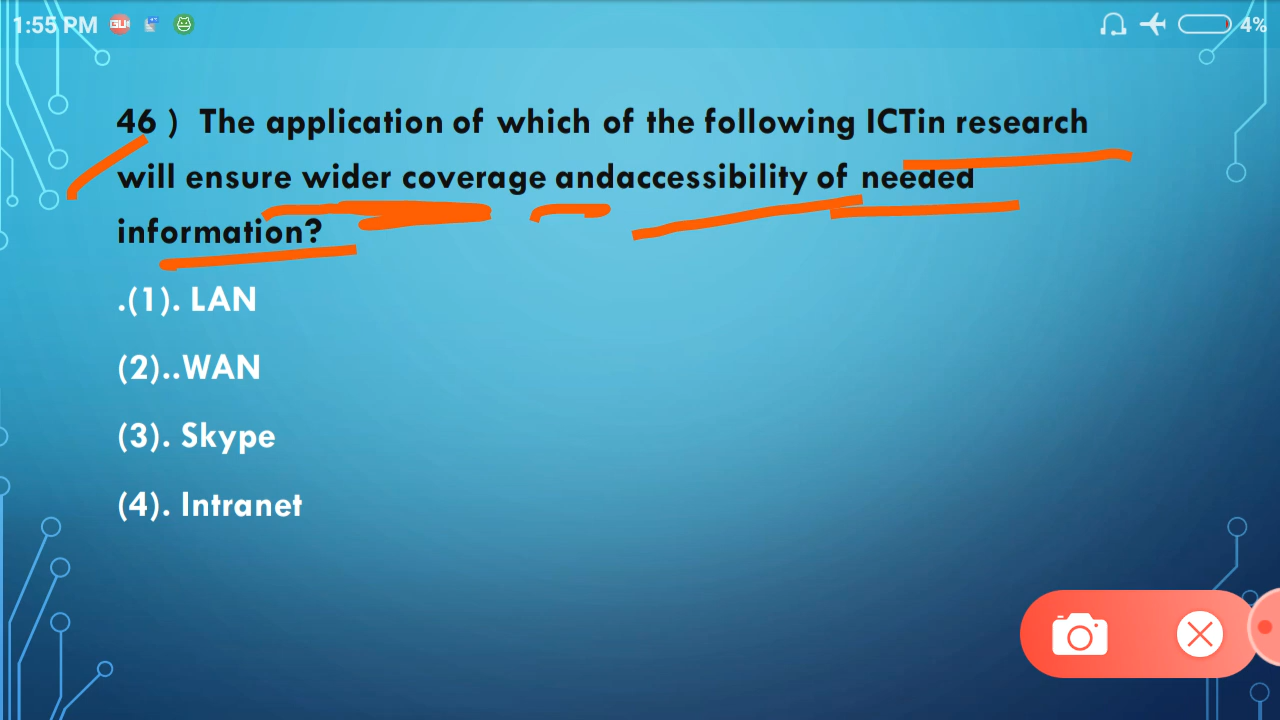 1:55 PM
4%
46 )  The application of which of the following ICTin research
will ensure wider coverage andaccessibility of needed
information?
.(1). LAN
(2)..WAN
(3). Skype
(4). Intranet